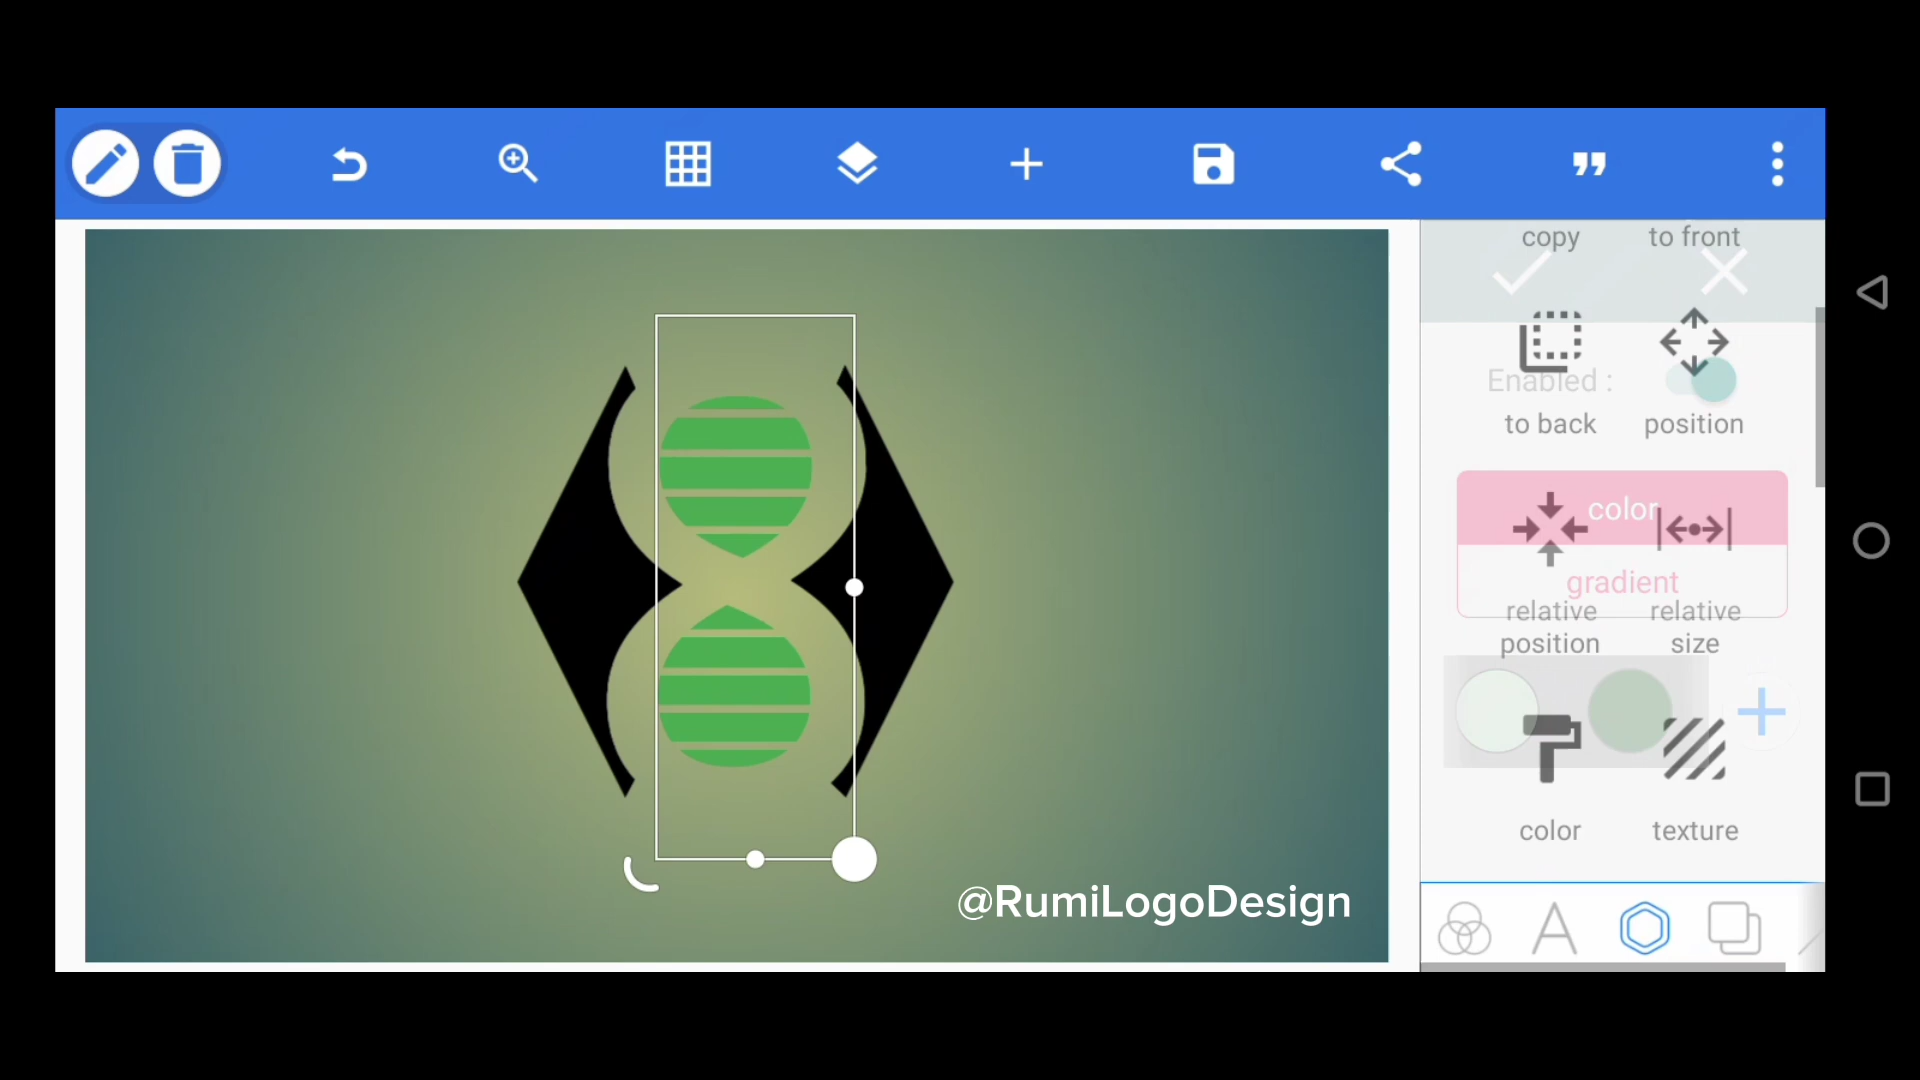 copy
to front
Enabled :
to back
position
color
gradient
relative position
relative size
color
texture
@RumiLogoDesign